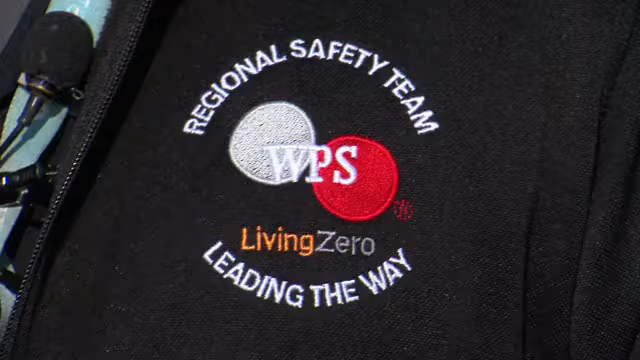 REGIONAL SAFETY TEAM
WPS
®
LivingZero
LEADING THE WAY